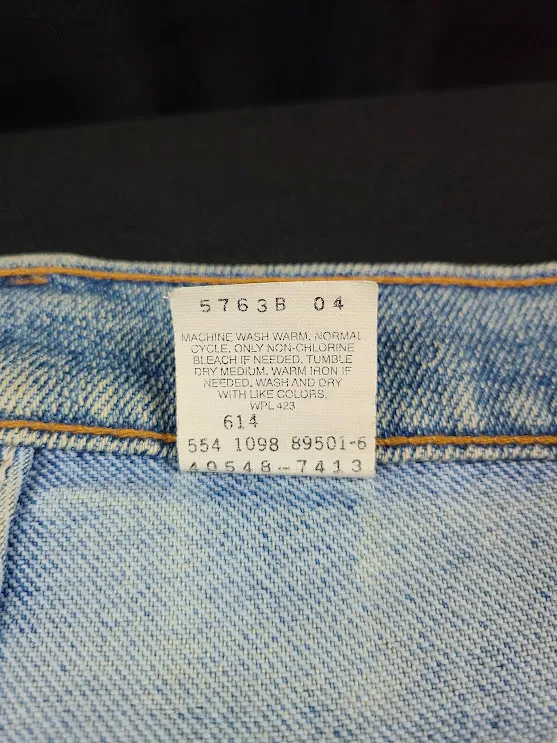 5763B 04
MACHINE WASH WARM, NORMAL
CYCLE. ONLY NON-CHLORINE
BLEACH IF NEEDED. TUMBLE
DRY MEDIUM. WARM IRON IF
NEEDED. WASH AND DRY
WITH LIKE COLORS.
WPL 423
614
554 1098 89501-6
40548-7413